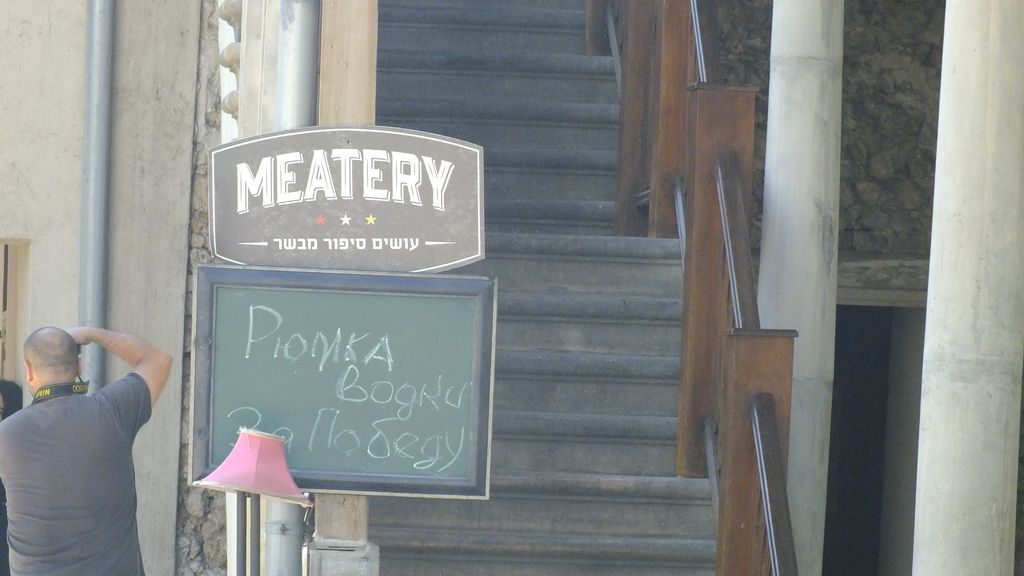 MEATERY
עושים סיפור מבשר
Рюмка
Водки
За Победу